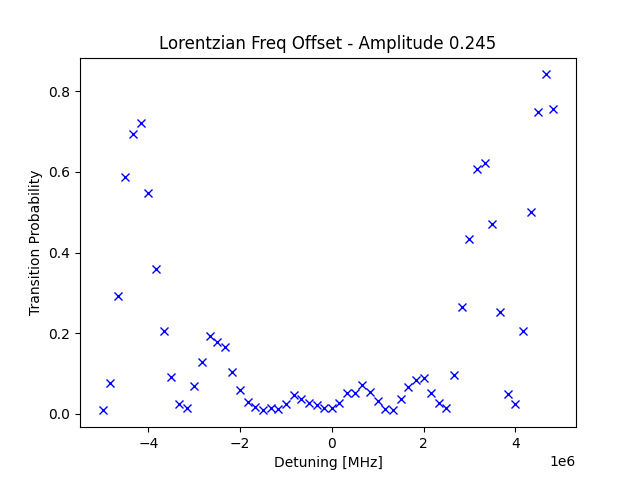 Lorentzian Freq Offset - Amplitude 0.245
Transition Probability
0.8
0.6
0.4
0.2
0.0
−4
−2
0
2
4
1e6
Detuning [MHz]